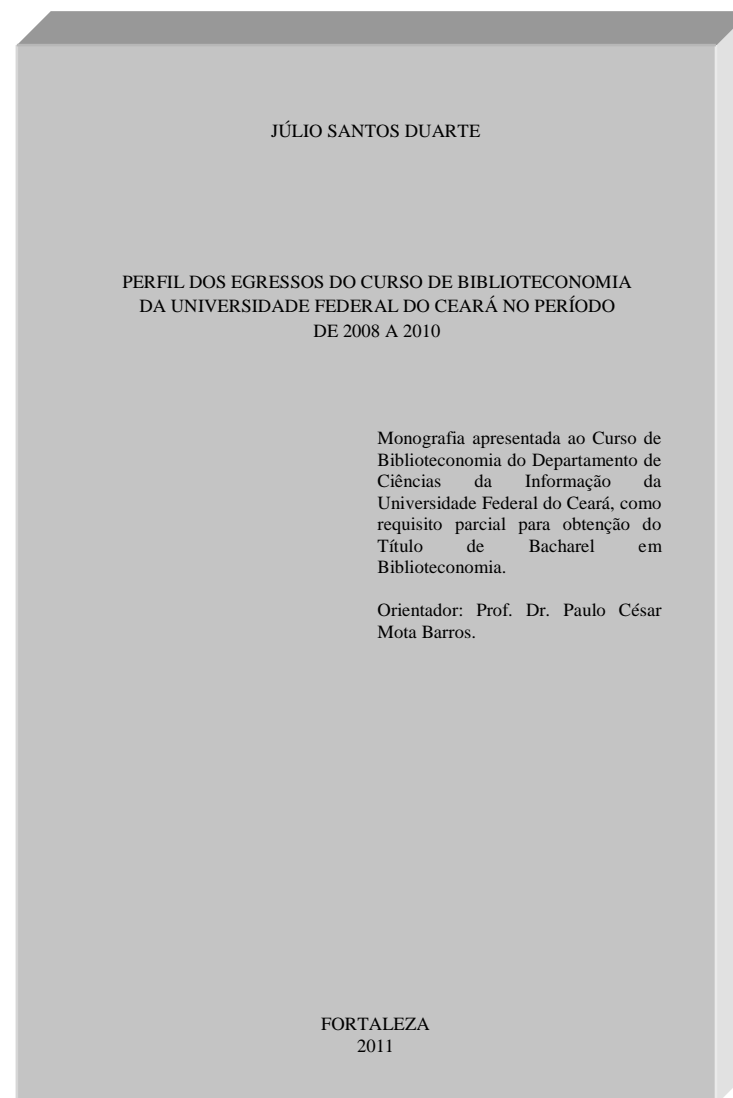 JÚLIO SANTOS DUARTE
PERFIL DOS EGRESSOS DO CURSO DE BIBLIOTECONOMIA
DA UNIVERSIDADE FEDERAL DO CEARÁ NO PERÍODO
DE 2008 A 2010
Monografia apresentada ao Curso de
Biblioteconomia do Departamento de
Ciências da Informação da
Universidade Federal do Ceará, como
requisito parcial para obtenção do
Título de Bacharel em
Biblioteconomia.
Orientador: Prof. Dr. Paulo César
Mota Barros.
FORTALEZA
2011